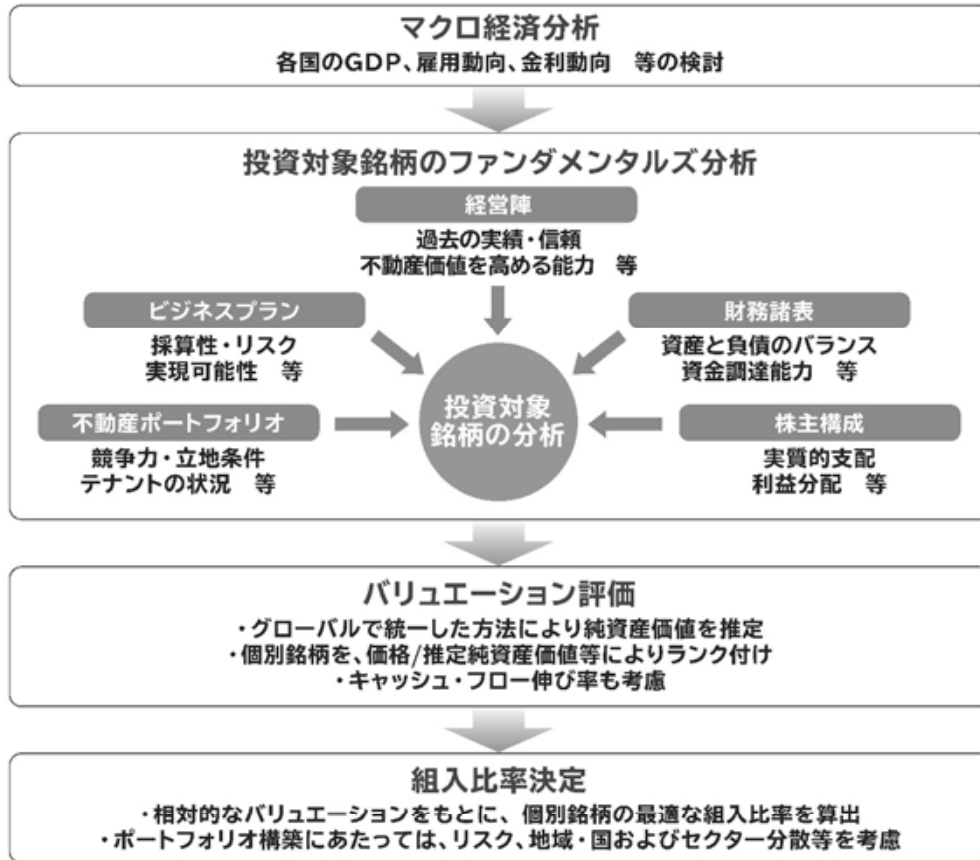 マクロ経済分析
各国のGDP、雇用動向、金利動向　等の検討
投資対象銘柄のファンダメンタルズ分析
経営陣
過去の実績・信頼
不動産価値を高める能力　等
ビジネスプラン
採算性・リスク
実現可能性　等
財務諸表
資産と負債のバランス
資金調達能力　等
不動産ポートフォリオ
競争力・立地条件
テナントの状況　等
投資対象
銘柄の分析
株主構成
実質的支配
利益分配　等
バリュエーション評価
・グローバルで統一した方法により純資産価値を推定
・個別銘柄を、価格/推定純資産価値等によりランク付け
・キャッシュ・フロー伸び率も考慮
組入比率決定
・相対的なバリュエーションをもとに、個別銘柄の最適な組入比率を算出
・ポートフォリオ構築にあたっては、リスク、地域・国およびセクター分散等を考慮